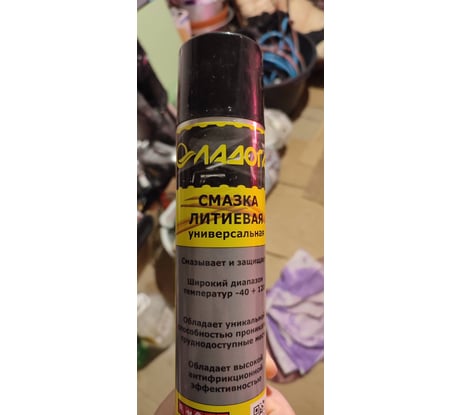 ЛАДОГА
СМАЗКА
ЛИТИЕВАЯ
универсальная
Смазывает и защищает
Широкий диапазон
температур -40 +
Обладает уникальной
способностью проникать
труднодоступные места
Обладает высокой
антифрикционной
эффективностью